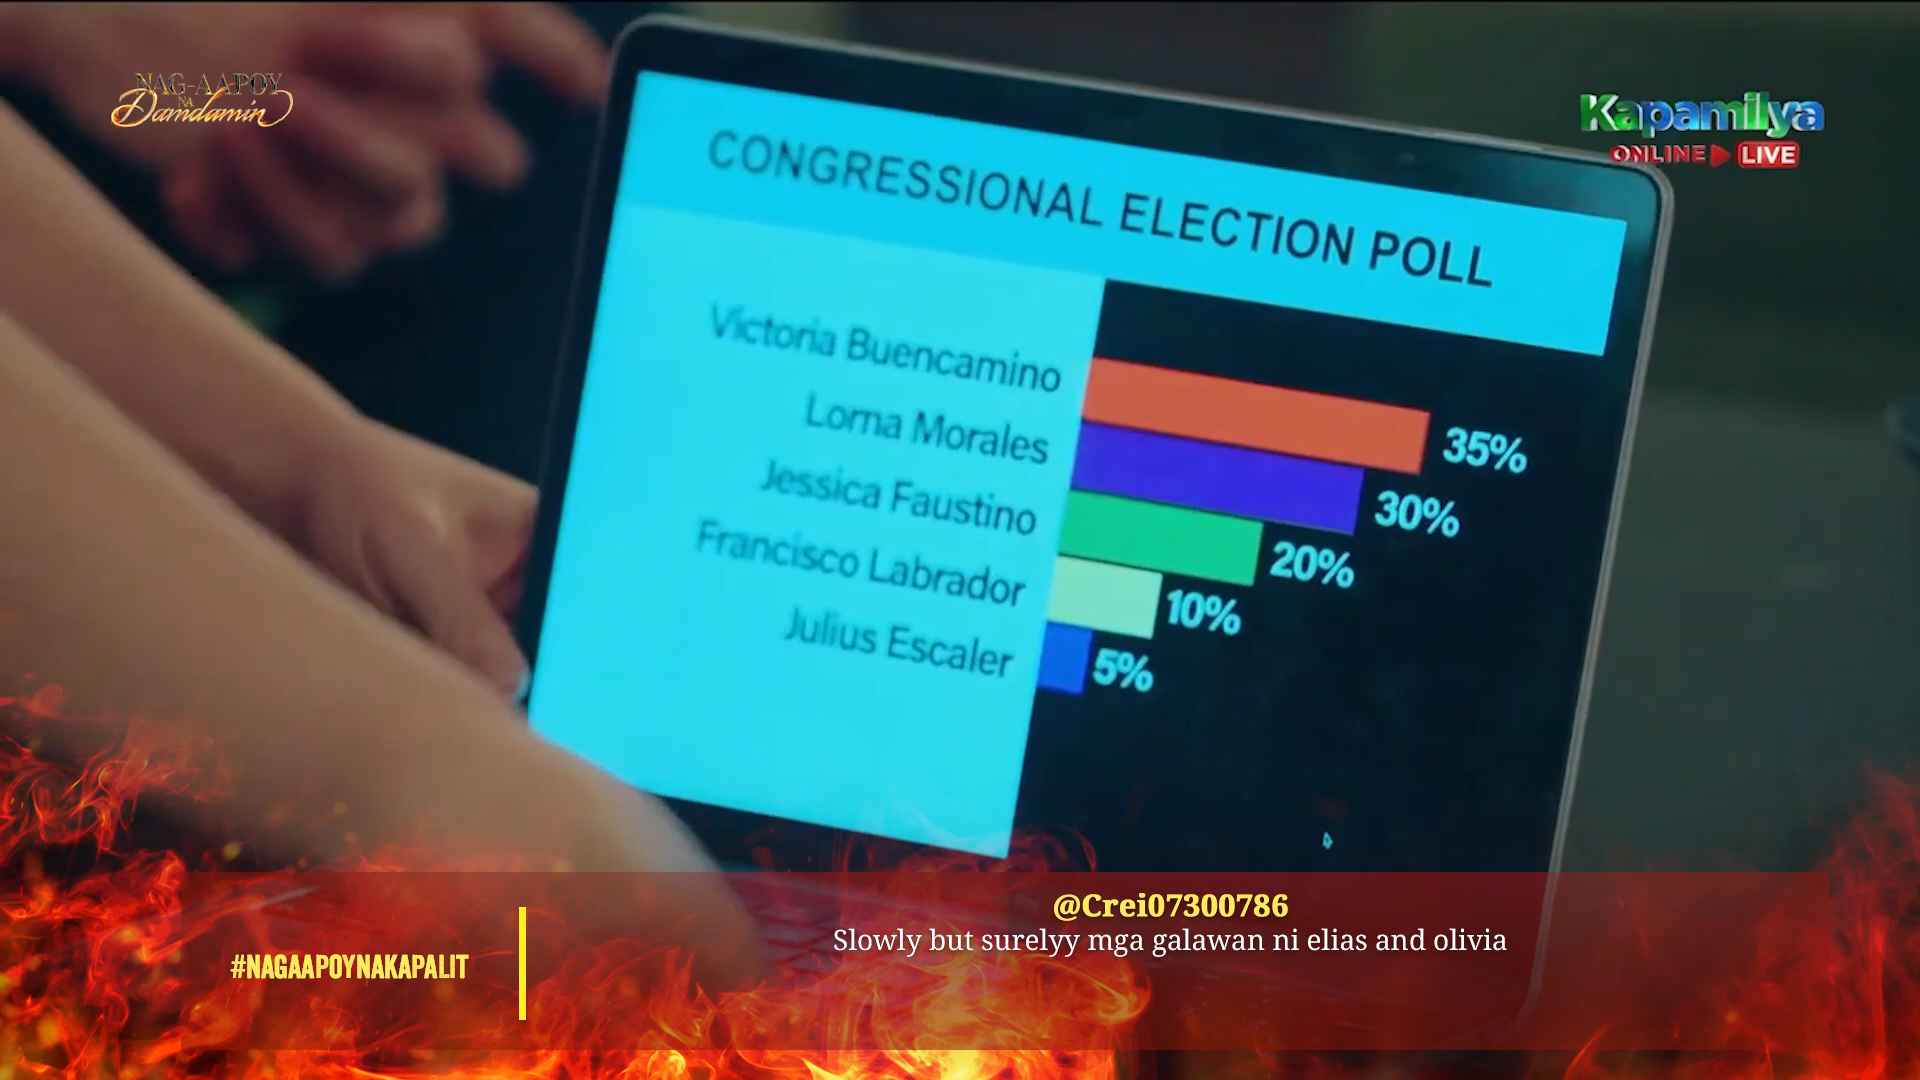 NAG-AAPOY
NA
Damdamin
Kapamilya
ONLINE LIVE
CONGRESSIONAL ELECTION POLL
Victoria Buencamino 35%
Lorna Morales 30%
Jessica Faustino 20%
Francisco Labrador 10%
Julius Escaler 5%
#NAGAAPOYNAKAPALIT
@Crei07300786
Slowly but surelyy mga galawan ni elias and olivia